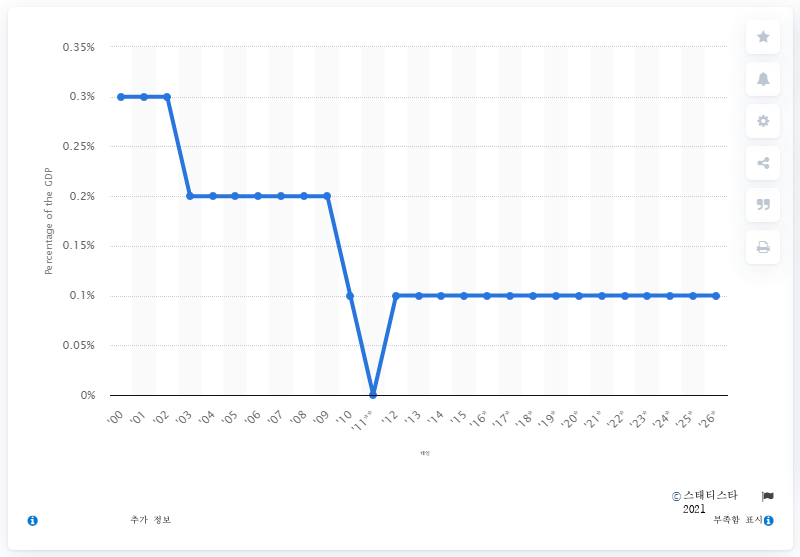 0.35%
0.3%
0.25%
0.2%
0.15%
0.1%
0.05%
0%
Percentage of the GDP
'00 '01 '02 '03 '04 '05 '06 '07 '08 '09 '10 '11** '12 '13 '14 '15 '16* '17* '18* '19* '20* '21* '22* '23* '24* '25* '26*
© 스태티스타
2021
추가 정보
부족함 표시